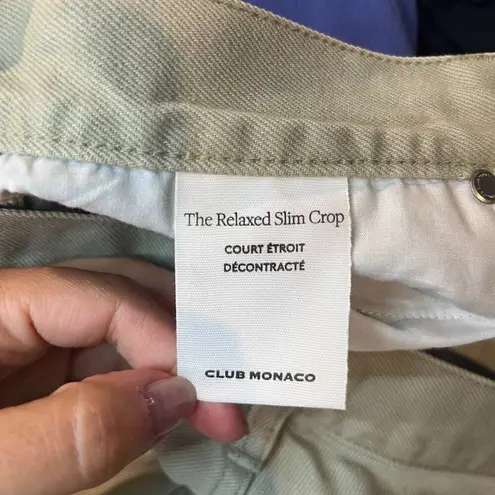 The Relaxed Slim Crop
COURT ÉTROIT
DÉCONTRACTÉ
CLUB MONACO